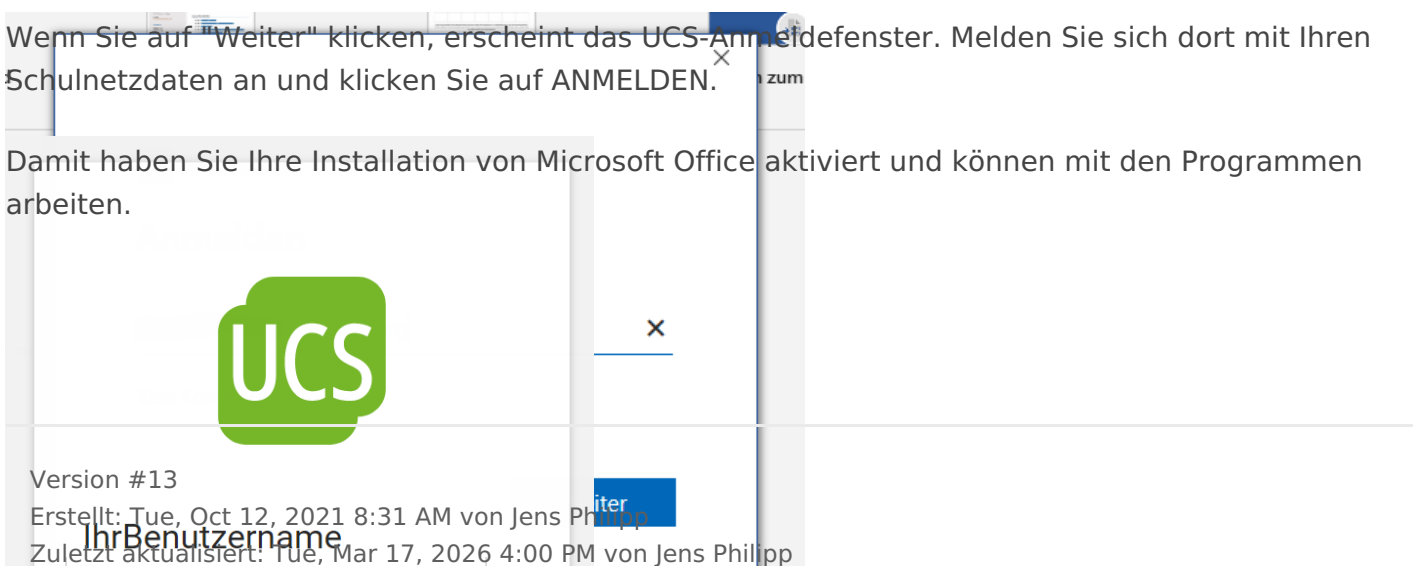 Wenn Sie auf "Weiter" klicken, erscheint das UCS-Anmeldefenster. Melden Sie sich dort mit Ihren
Schulnetzdaten an und klicken Sie auf ANMELDEN.
zum
Damit haben Sie Ihre Installation von Microsoft Office aktiviert und können mit den Programmen
arbeiten.
UCS
Version #13
iter
Erstellt: Tue, Oct 12, 2021 8:31 AM von Jens Philipp
IhrBenutzername
Zuletzt aktualisiert: Tue, Mar 17, 2026 4:00 PM von Jens Philipp